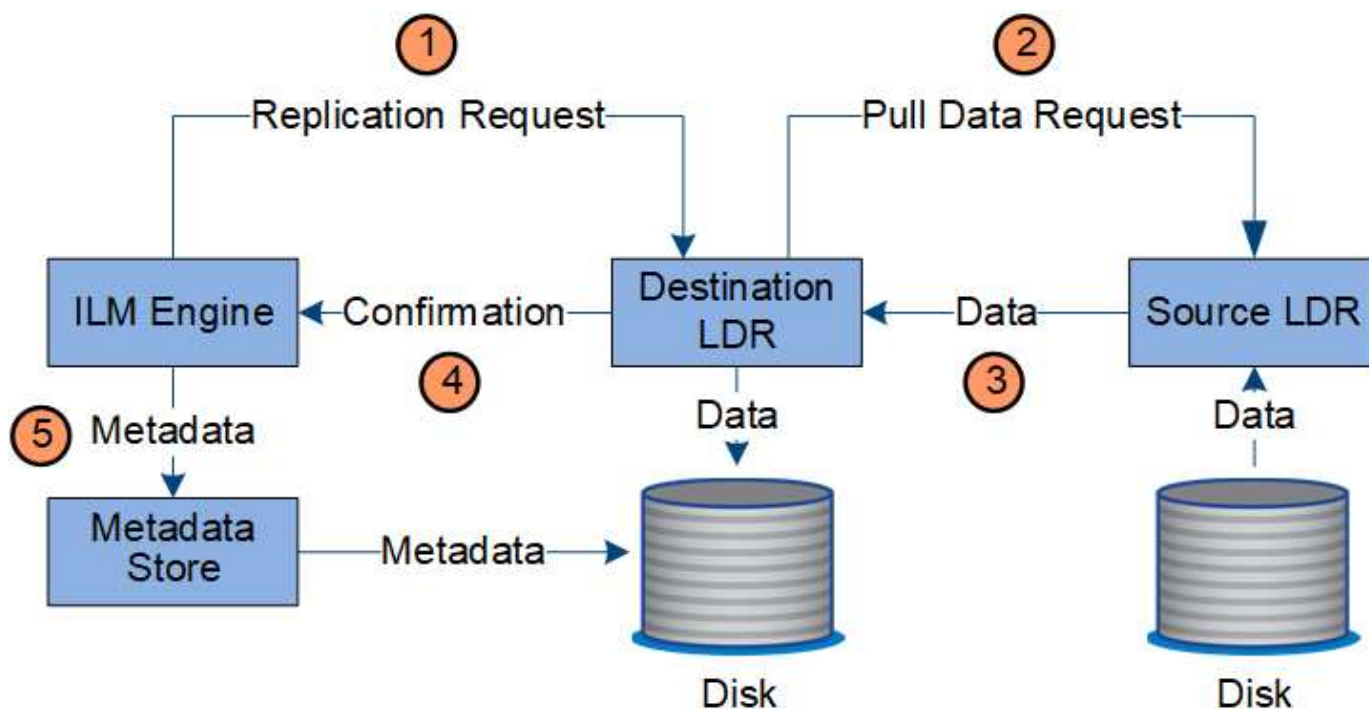 1
2
Replication Request
Pull Data Request
ILM Engine
Confirmation
Destination
LDR
Data
Source LDR
4
3
5
Metadata
Data
Data
Metadata
Store
Metadata
Disk
Disk